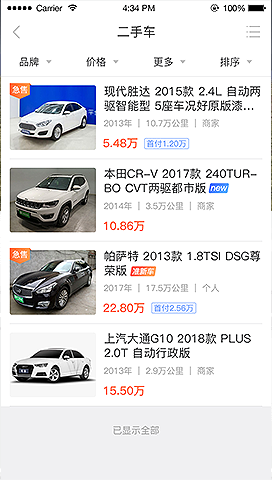 Carrier 4:34 PM 100%
二手车
品牌 价格 更多 排序
急售
现代胜达 2015款 2.4L 自动两
驱智能型 5座车况好原版漆...
2013年 | 10.7万公里 | 商家
5.48万 首付1.20万
本田CR-V 2017款 240TUR-
BO CVT两驱都市版 new
2014年 | 3.5万公里 | 商家
10.86万
急售
帕萨特 2013款 1.8TSI DSG尊
荣版 准新车
2017年 | 17.5万公里 | 个人
22.80万 首付2.56万
上汽大通G10 2018款 PLUS
2.0T 自动行政版
2013年 | 2.9万公里 | 商家
15.50万
已显示全部